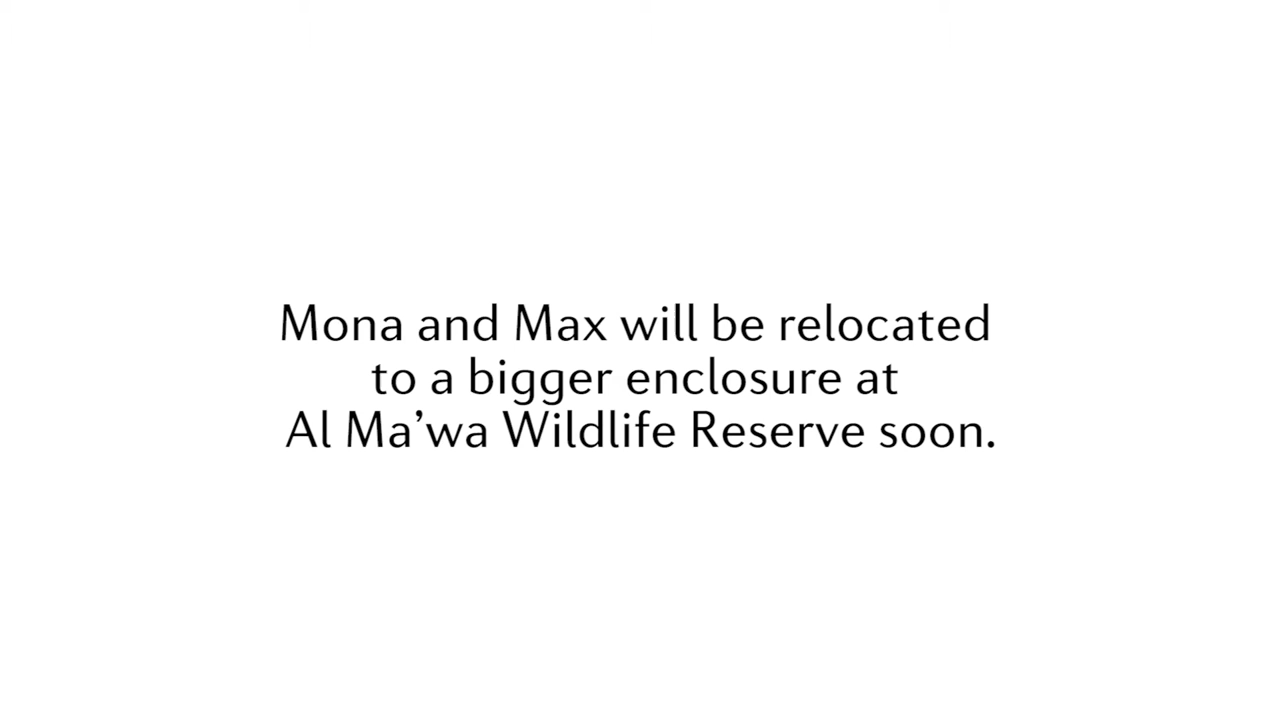 Mona and Max will be relocated
to a bigger enclosure at
Al Ma’wa Wildlife Reserve soon.